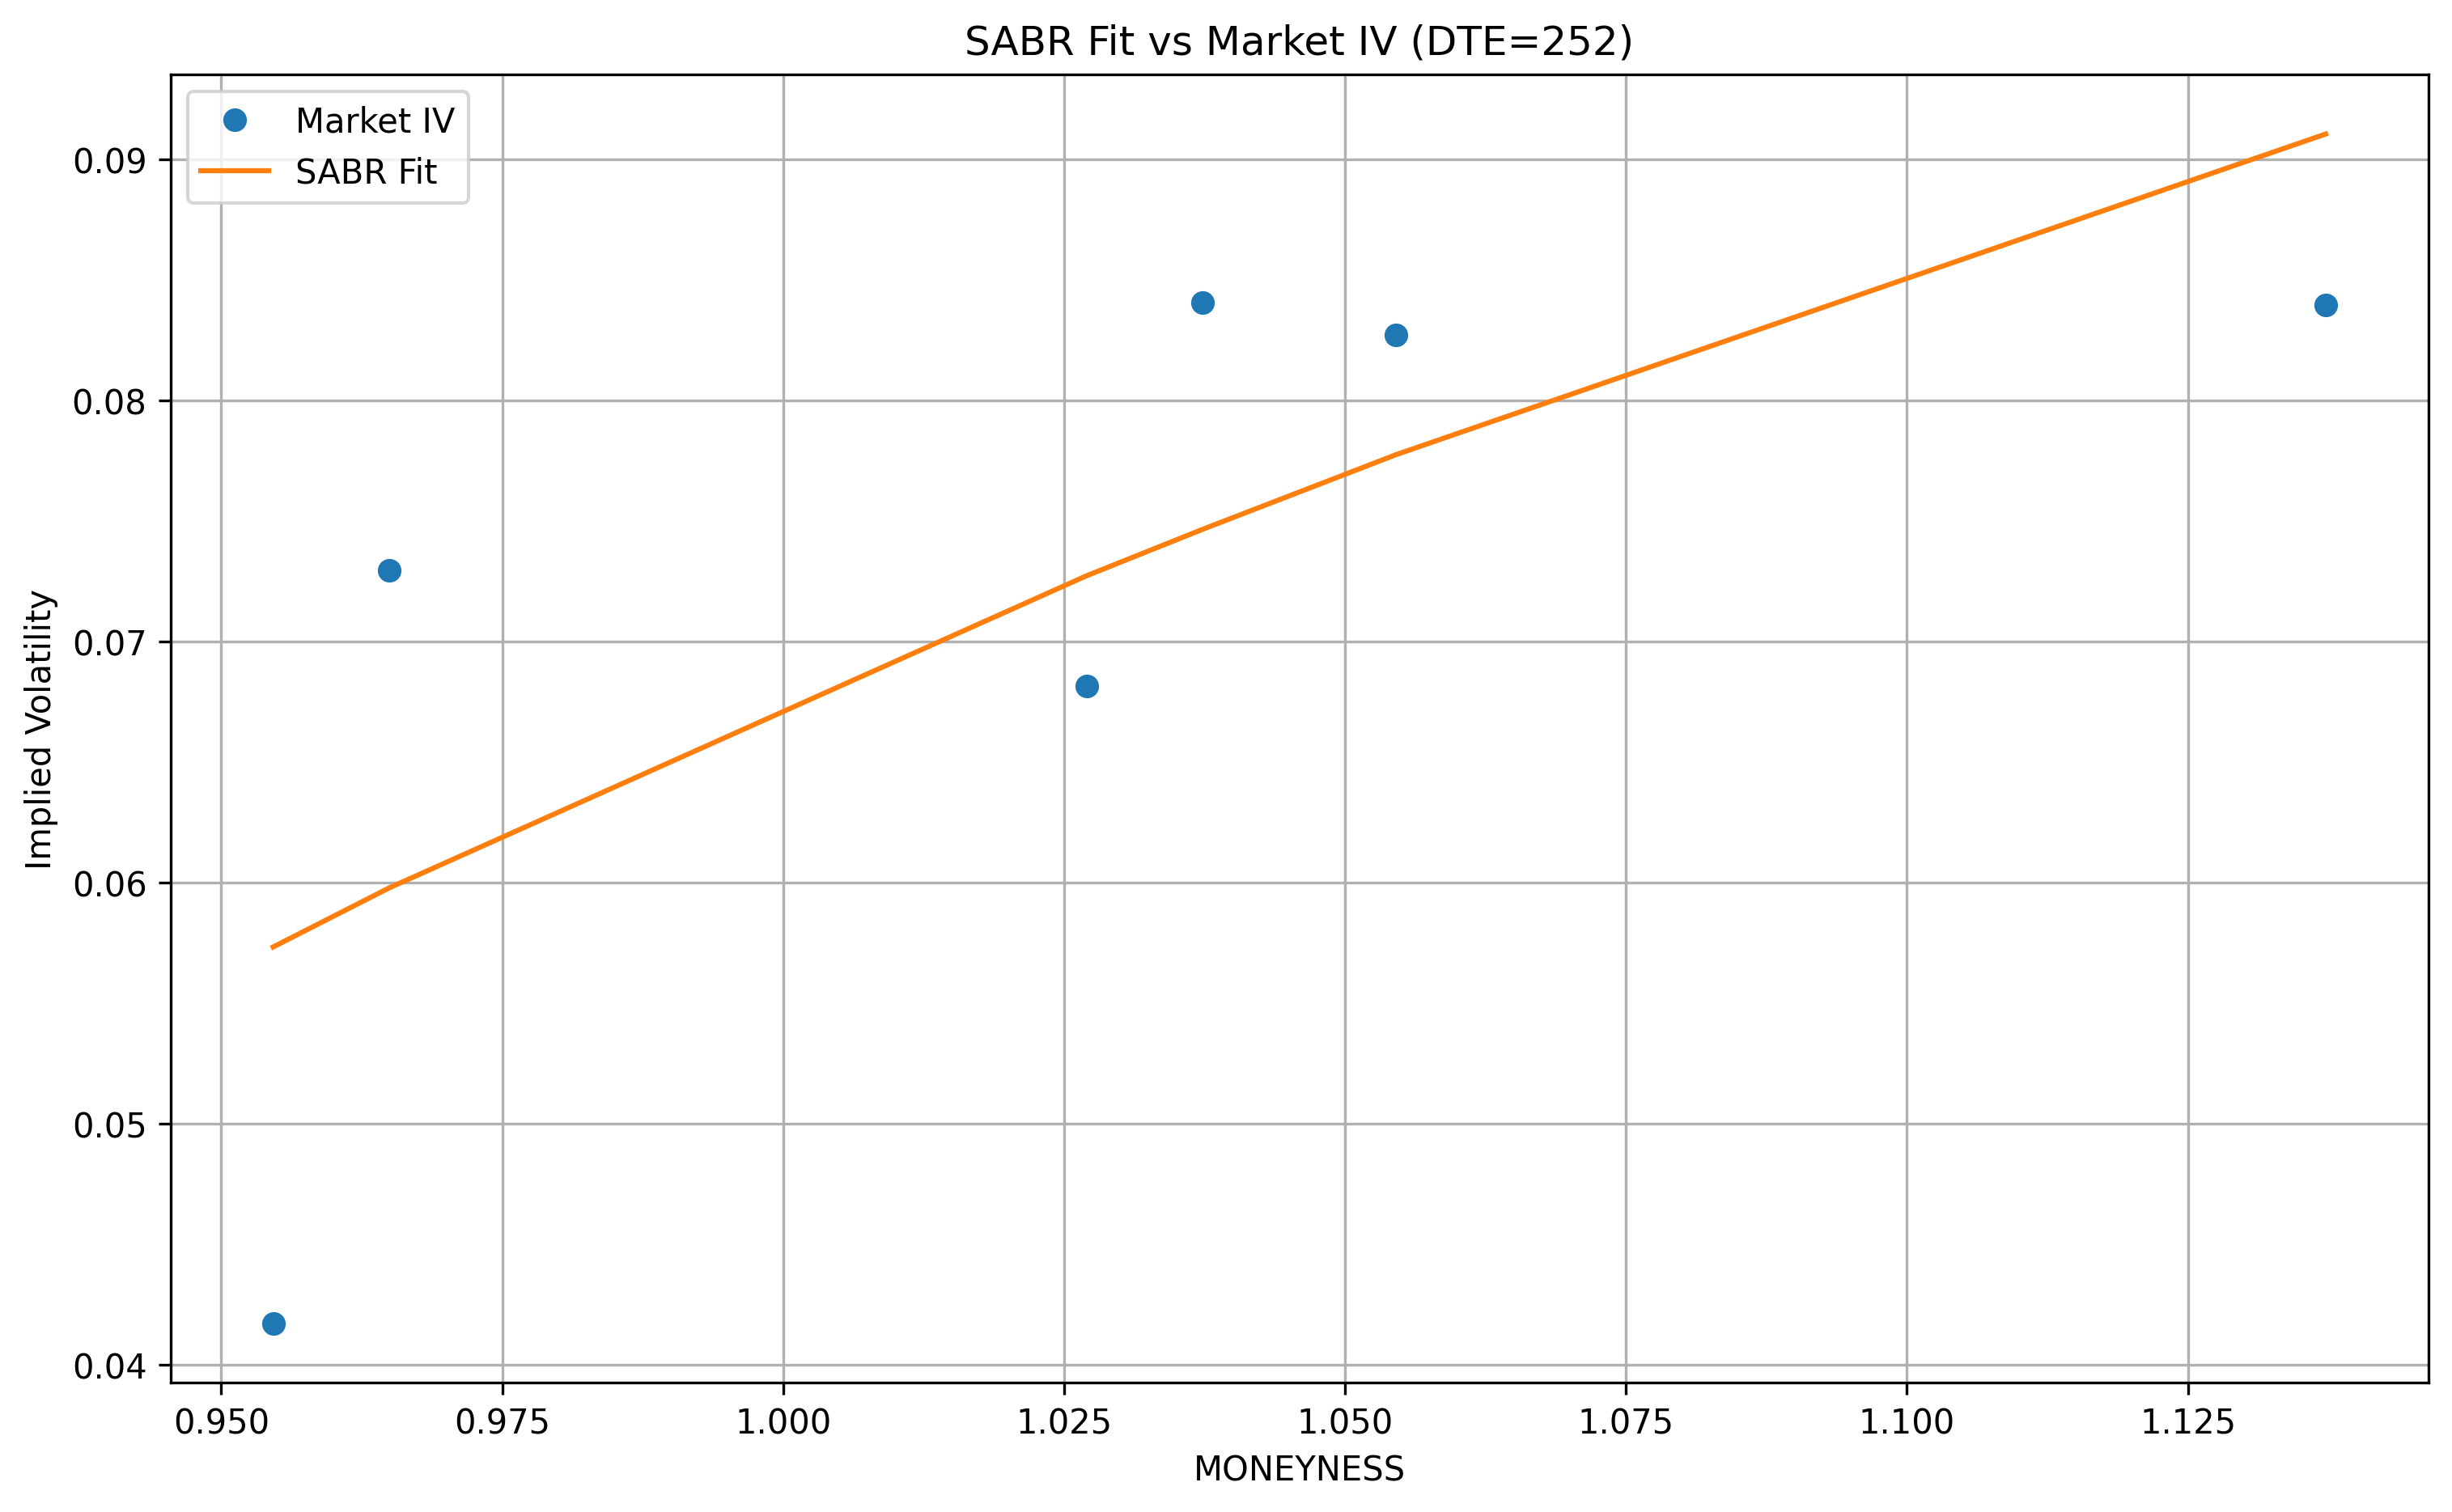 SABR Fit vs Market IV (DTE=252)
Market IV
SABR Fit
0.09
0.08
0.07
0.06
0.05
0.04
Implied Volatility
0.950 0.975 1.000 1.025 1.050 1.075 1.100 1.125
MONEYNESS